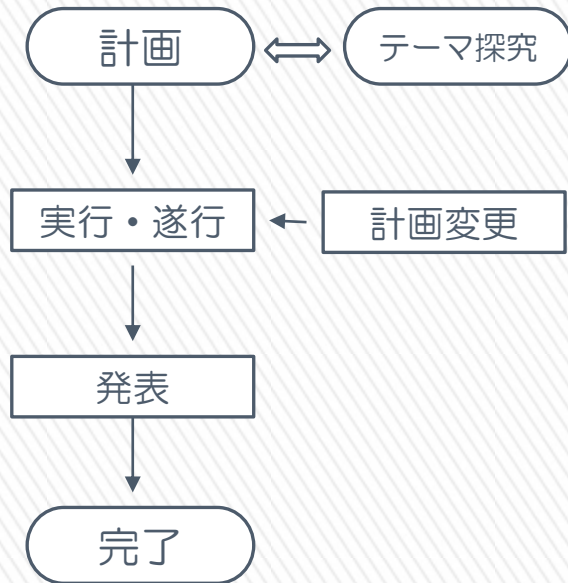 計画
テーマ探究
実行・遂行
計画変更
発表
完了